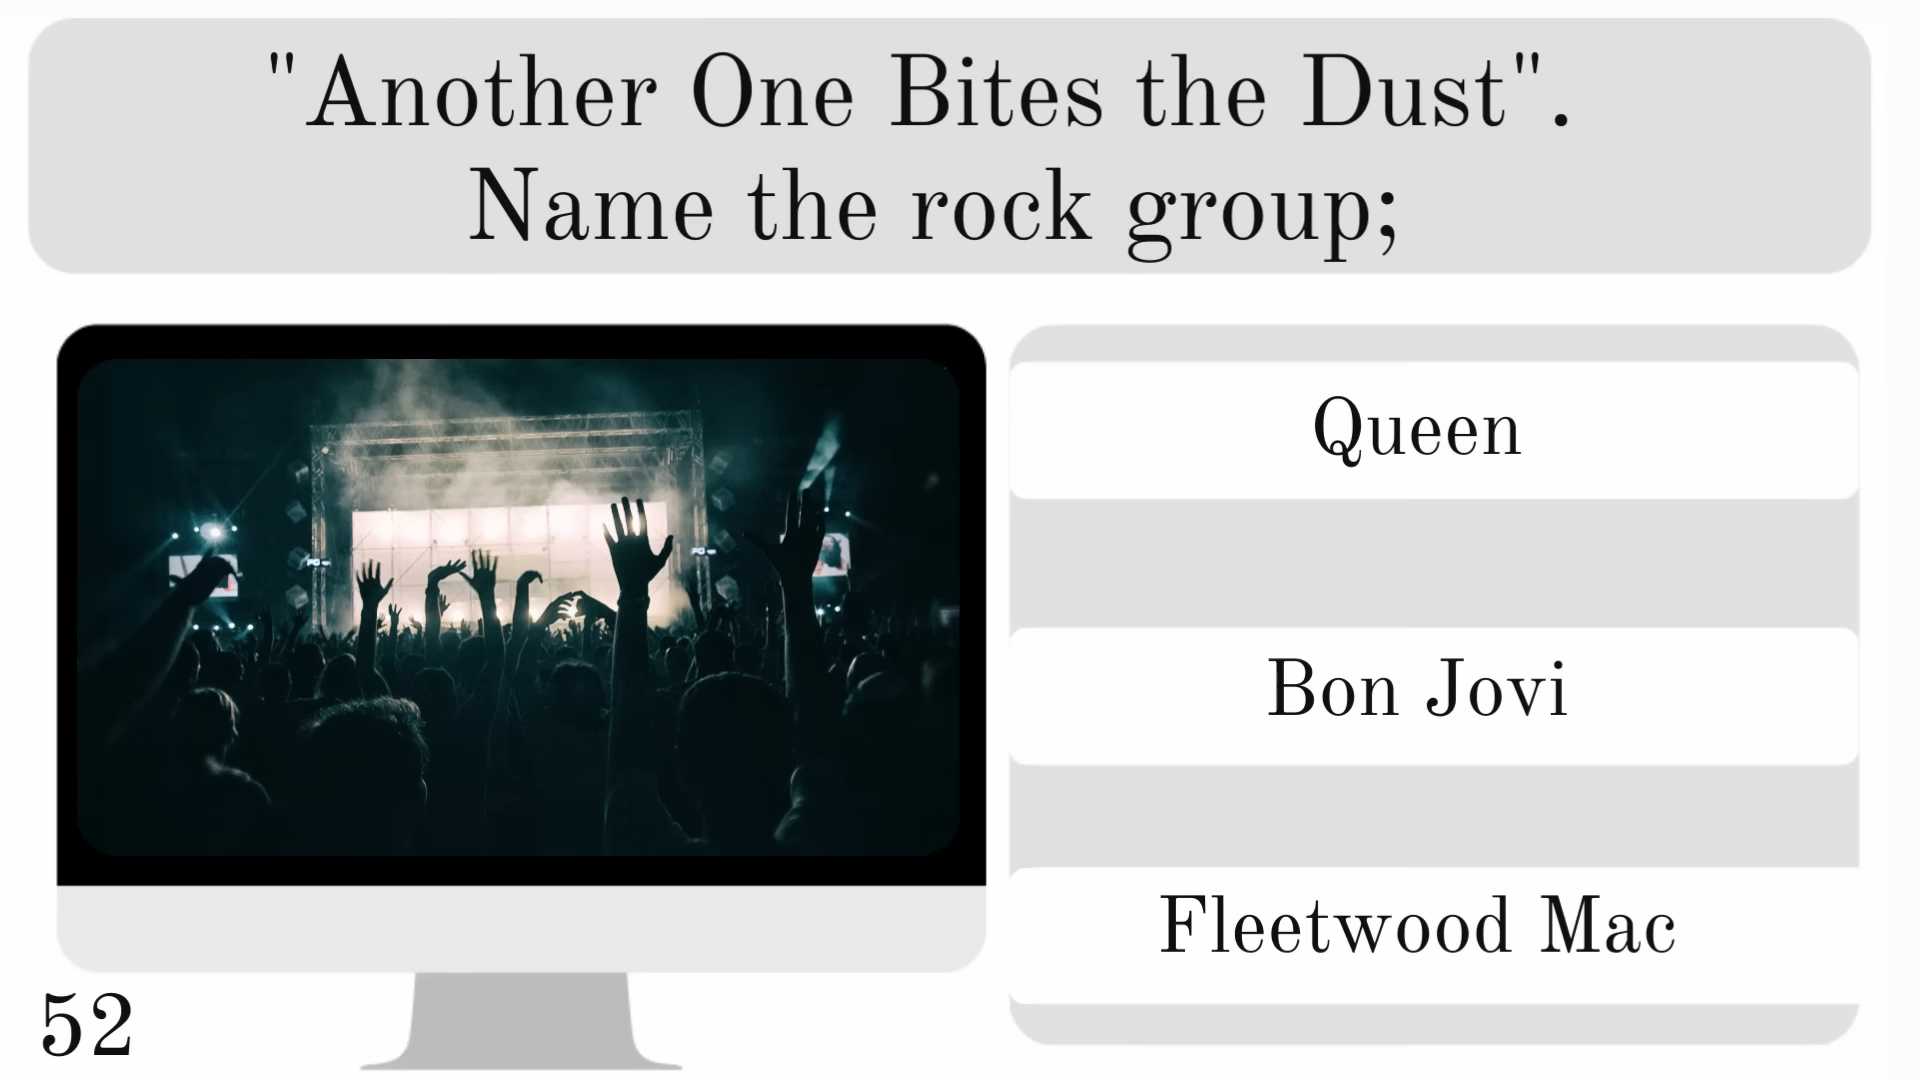 "Another One Bites the Dust".
Name the rock group;
Queen
Bon Jovi
Fleetwood Mac
52